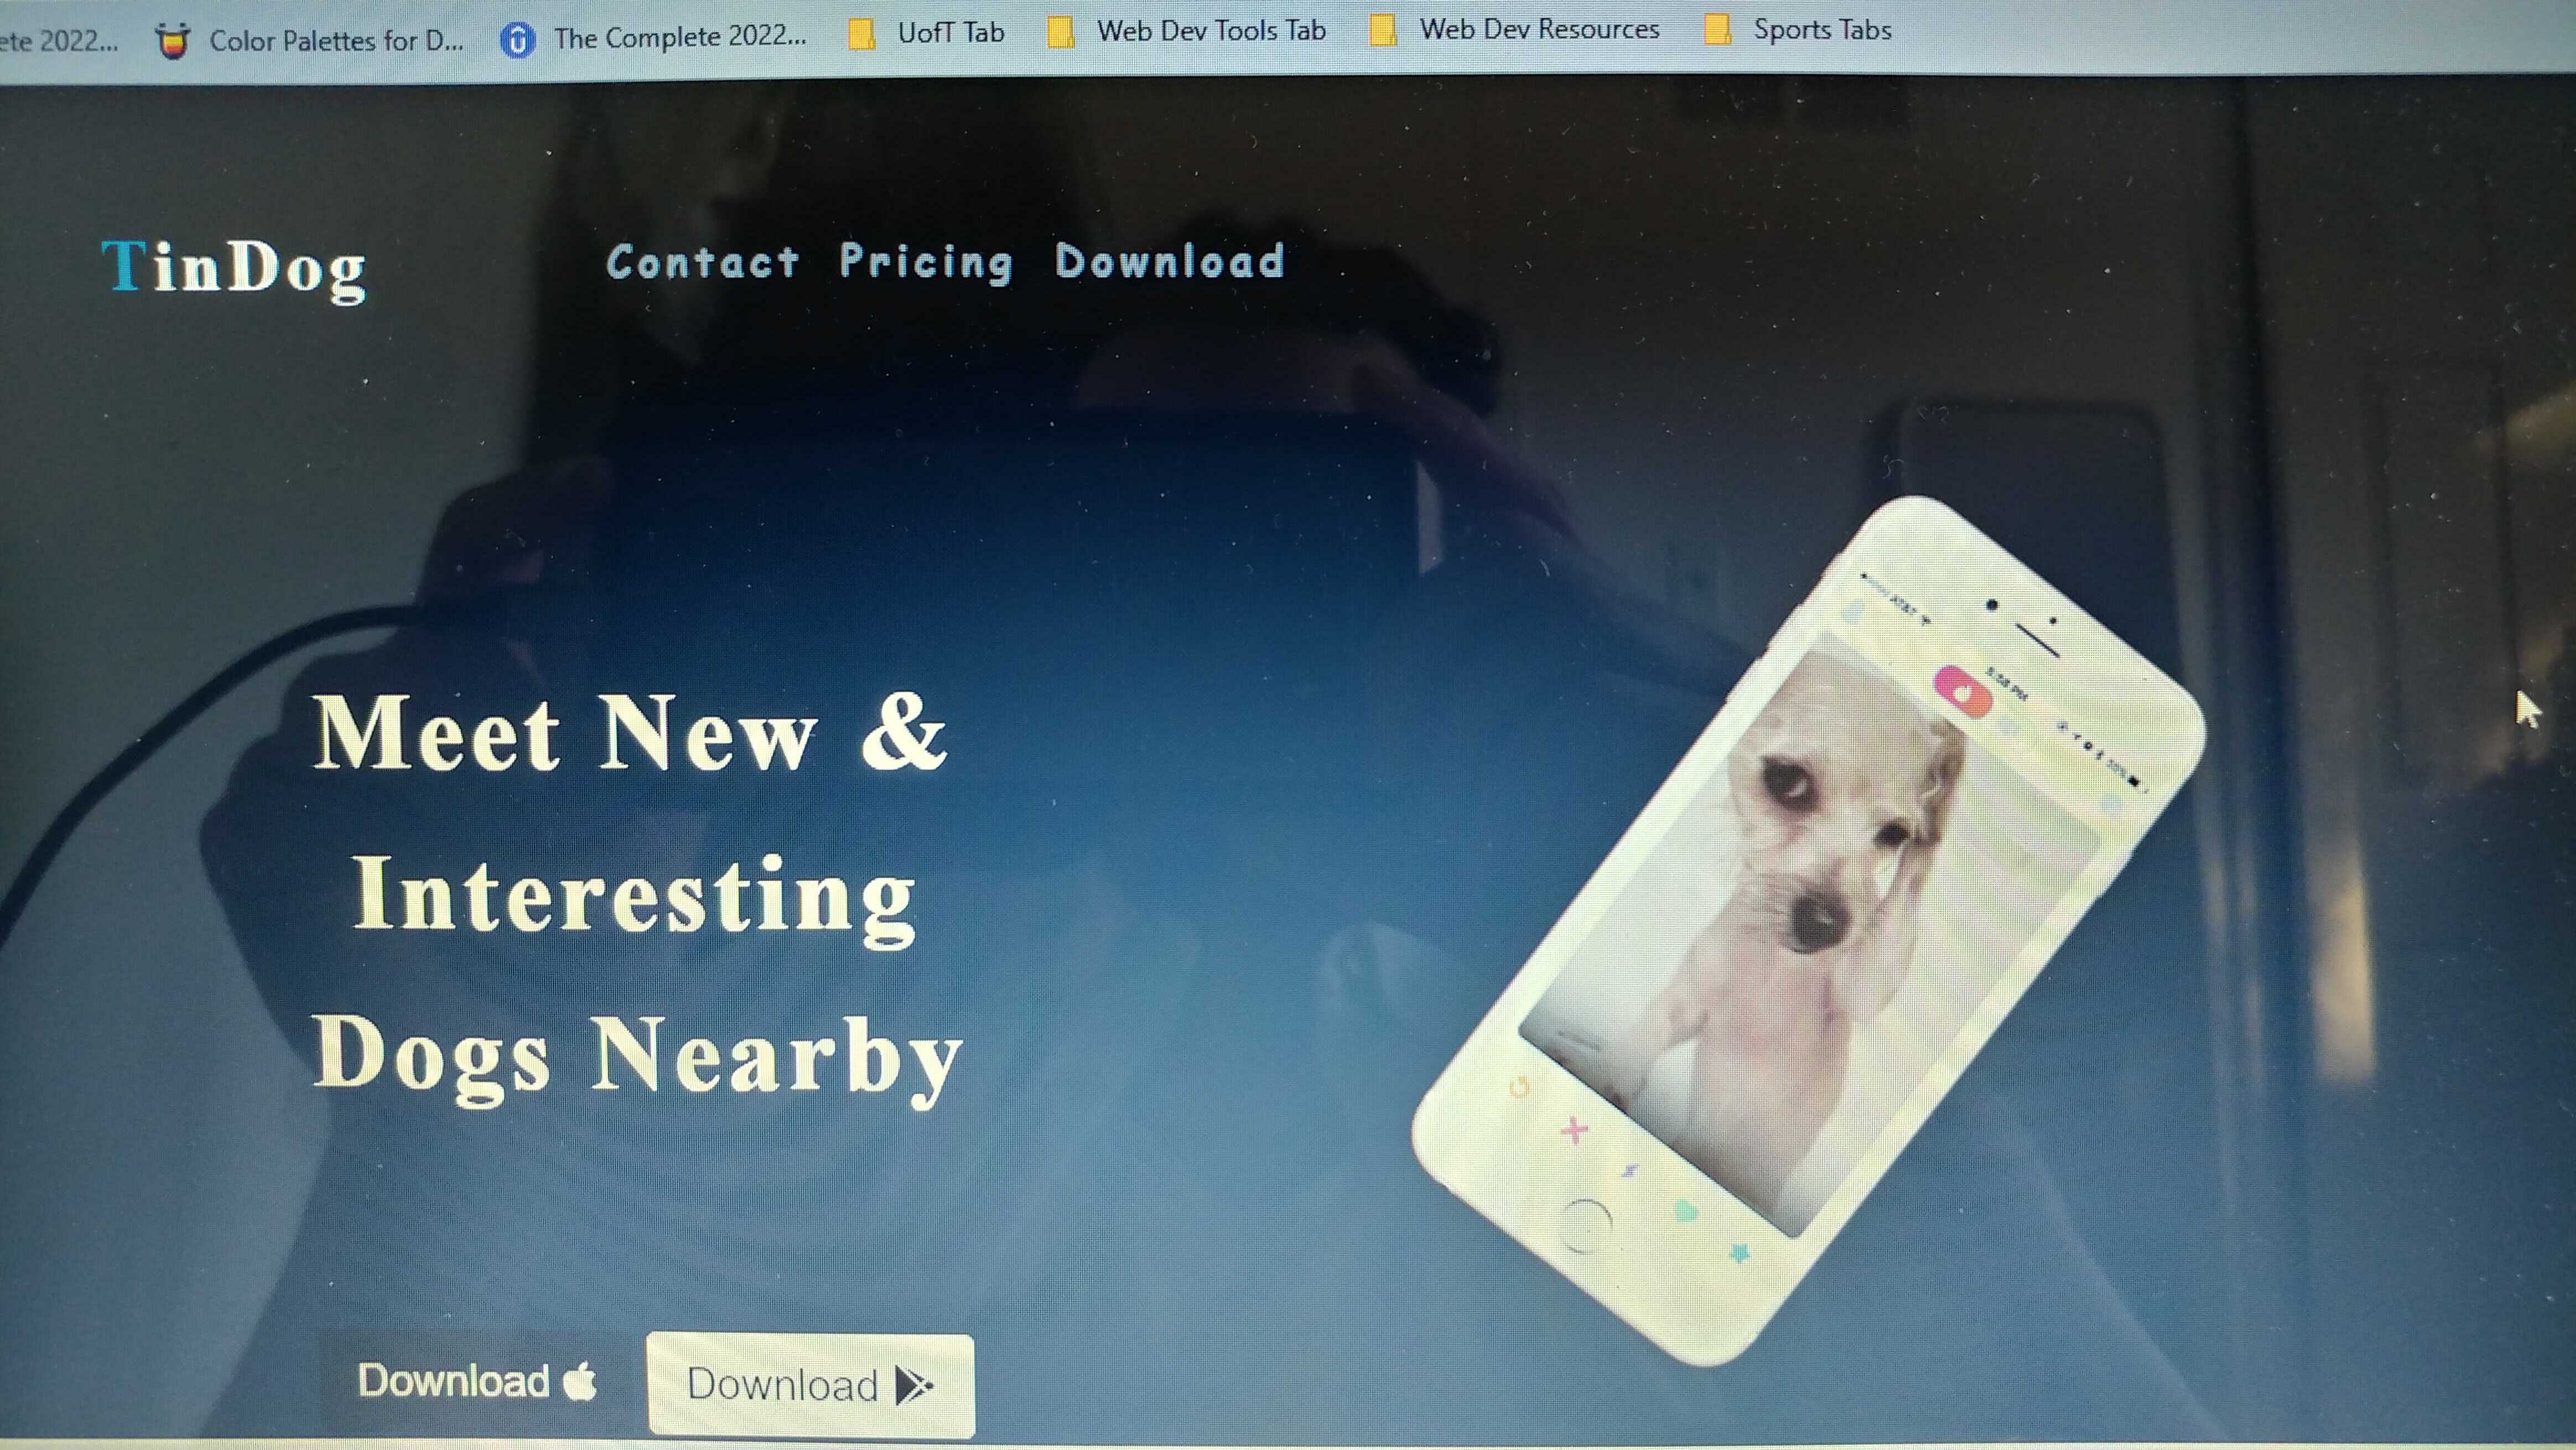 ete 2022... Color Palettes for D... The Complete 2022... UofT Tab Web Dev Tools Tab Web Dev Resources Sports Tabs
TinDog Contact Pricing Download
AT&T
Meet New &
Interesting
Dogs Nearby
Download Download